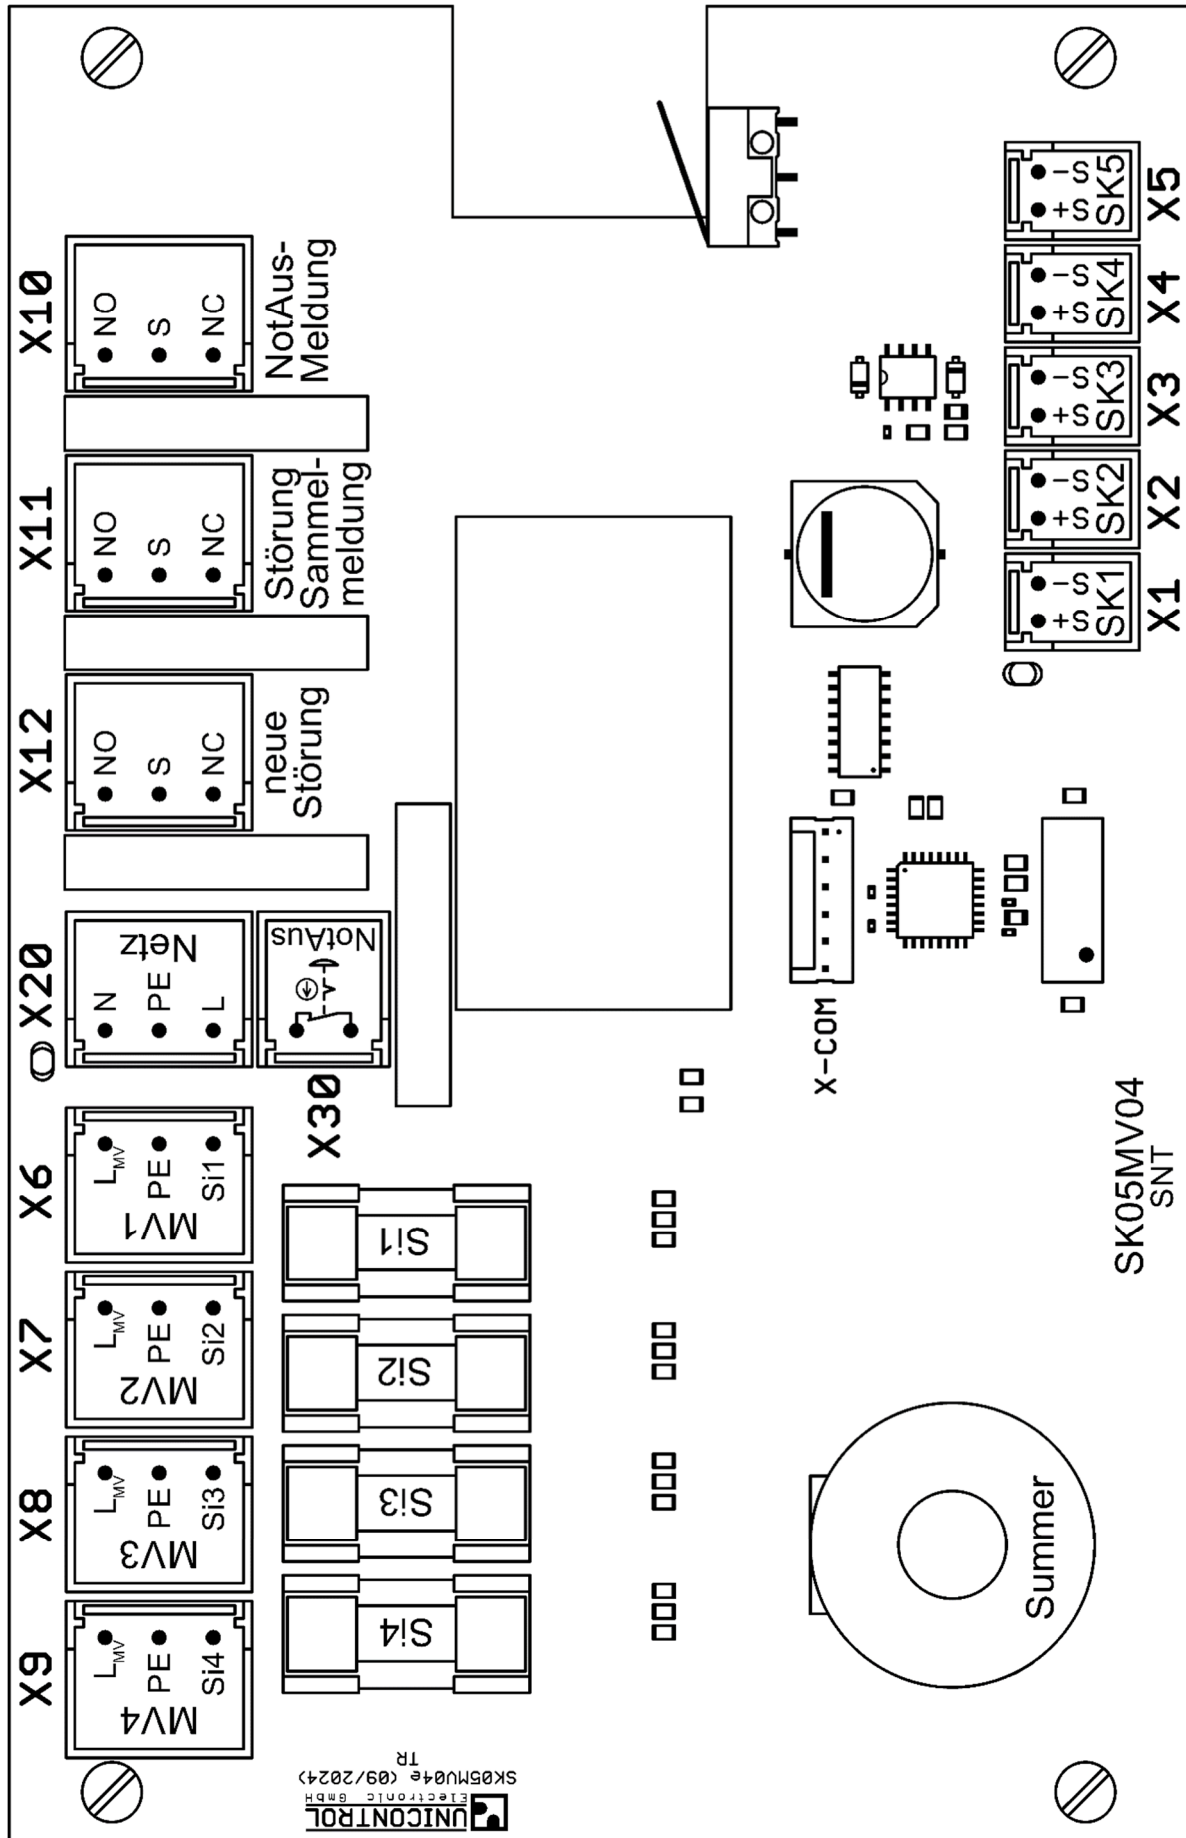 X10
NO
S
NC
NotAus-
Meldung
X11
NO
S
NC
Störung
Sammel-
meldung
X12
NO
S
NC
neue
Störung
X20
N
PE
L
Netz
NotAus
X30
X6
LMV
PE
Si1
MV1
X7
LMV
PE
Si2
MV2
X8
LMV
PE
Si3
MV3
X9
LMV
PE
Si4
MV4
Si1
Si2
Si3
Si4
-S
+S
SK5
X5
-S
+S
SK4
X4
-S
+S
SK3
X3
-S
+S
SK2
X2
-S
+S
SK1
X1
X-COM
SK05MV04
SNT
Summer
UNICONTROL
Electronic GmbH
SK05MV04e (09/2024)
TR